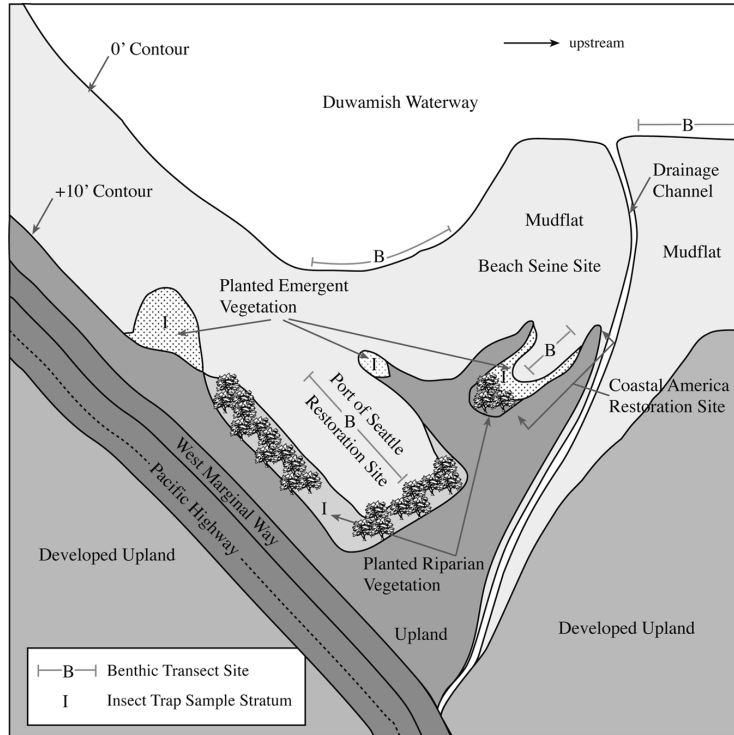 0’ Contour
upstream
Duwamish Waterway
B
Drainage
Channel
+10’ Contour
Mudflat
B
Beach Seine Site
Mudflat
Planted Emergent
Vegetation
I
B
I
I
Coastal America
Restoration Site
Port of Seattle
B
Restoration Site
West Marginal Way
Pacific Highway
I
Developed Upland
Planted Riparian
Vegetation
Upland
Developed Upland
B Benthic Transect Site
I Insect Trap Sample Stratum